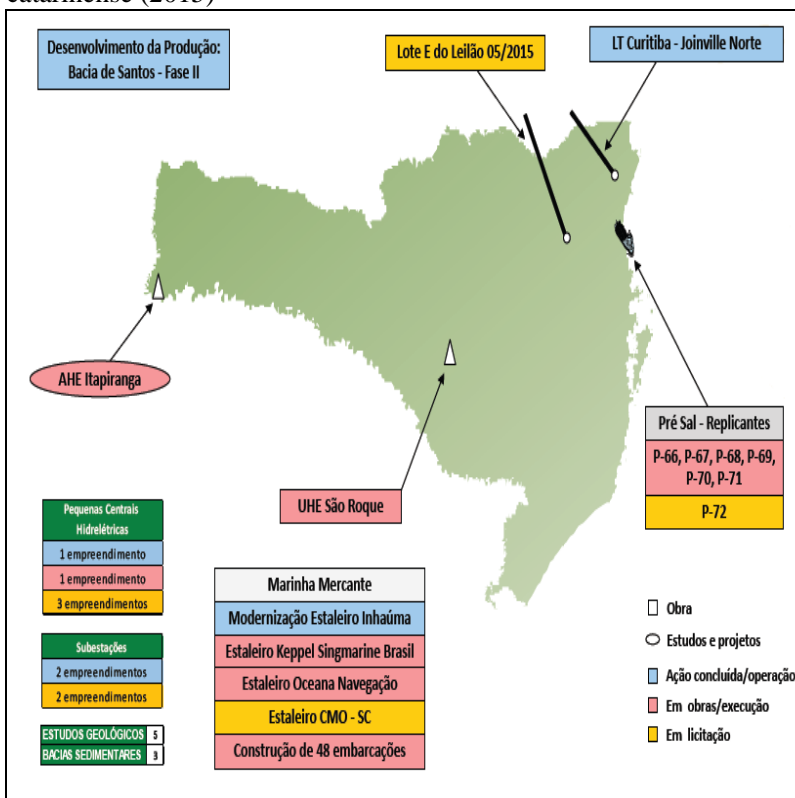 catarinense (2015)
Desenvolvimento da Produção:
Bacia de Santos - Fase II
Lote E do Leilão 05/2015
LT Curitiba - Joinville Norte
AHE Itapiranga
UHE São Roque
Pré Sal - Replicantes
P-66, P-67, P-68, P-69,
P-70, P-71
P-72
Pequenas Centrais
Hidrelétricas
1 empreendimento
1 empreendimento
3 empreendimentos
Subestações
2 empreendimentos
2 empreendimentos
ESTUDOS GEOLÓGICOS 5
BACIAS SEDIMENTARES 3
Marinha Mercante
Modernização Estaleiro Inhaúma
Estaleiro Keppel Singmarine Brasil
Estaleiro Oceana Navegação
Estaleiro CMO - SC
Construção de 48 embarcações
Obra
Estudos e projetos
Ação concluída/operação
Em obras/execução
Em licitação